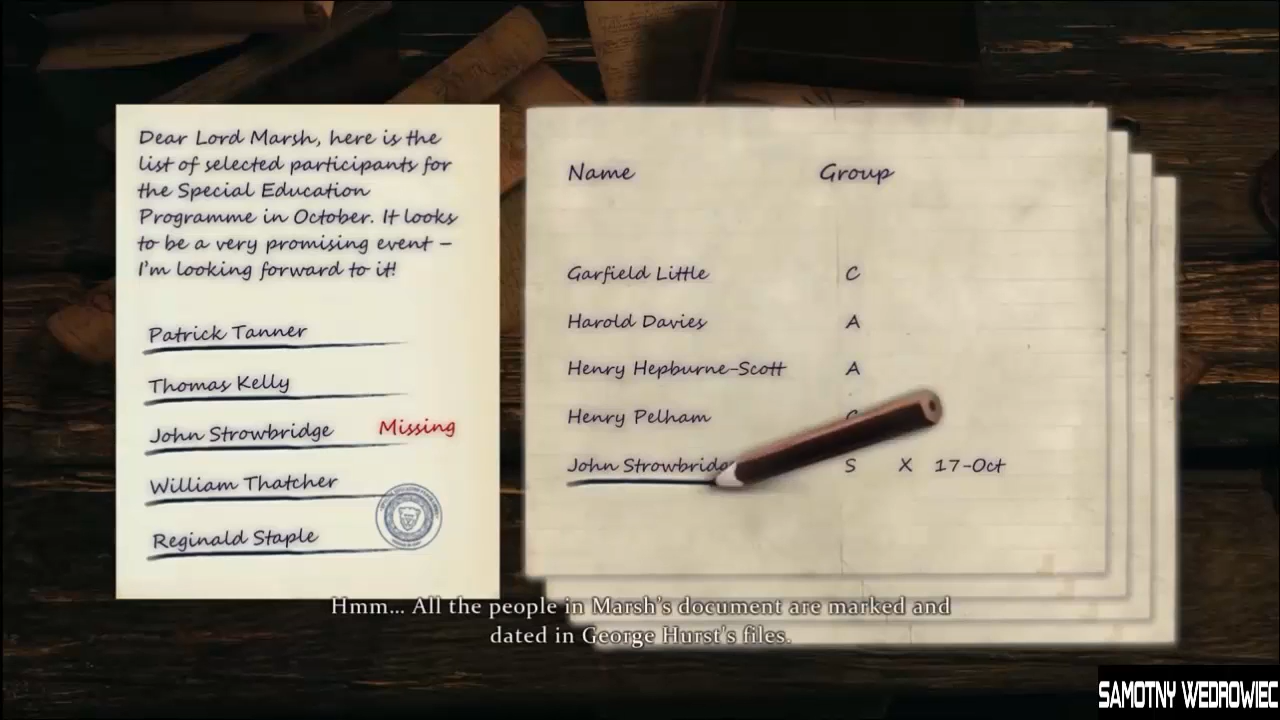 Dear Lord Marsh, here is the
list of selected participants for
the Special Education
Programme in October. It looks
to be a very promising event –
I'm looking forward to it!
Patrick Tanner
Thomas Kelly
John Strowbridge Missing
William Thatcher
Reginald Staple
Name Group
Garfield Little C
Harold Davies A
Henry Hepburne-Scott A
Henry Pelham
John S X 17-Oct
Hmm... All the people in Marsh's document are marked and
dated in George Hurst's files.
SAMOTNY WEDROWIEC